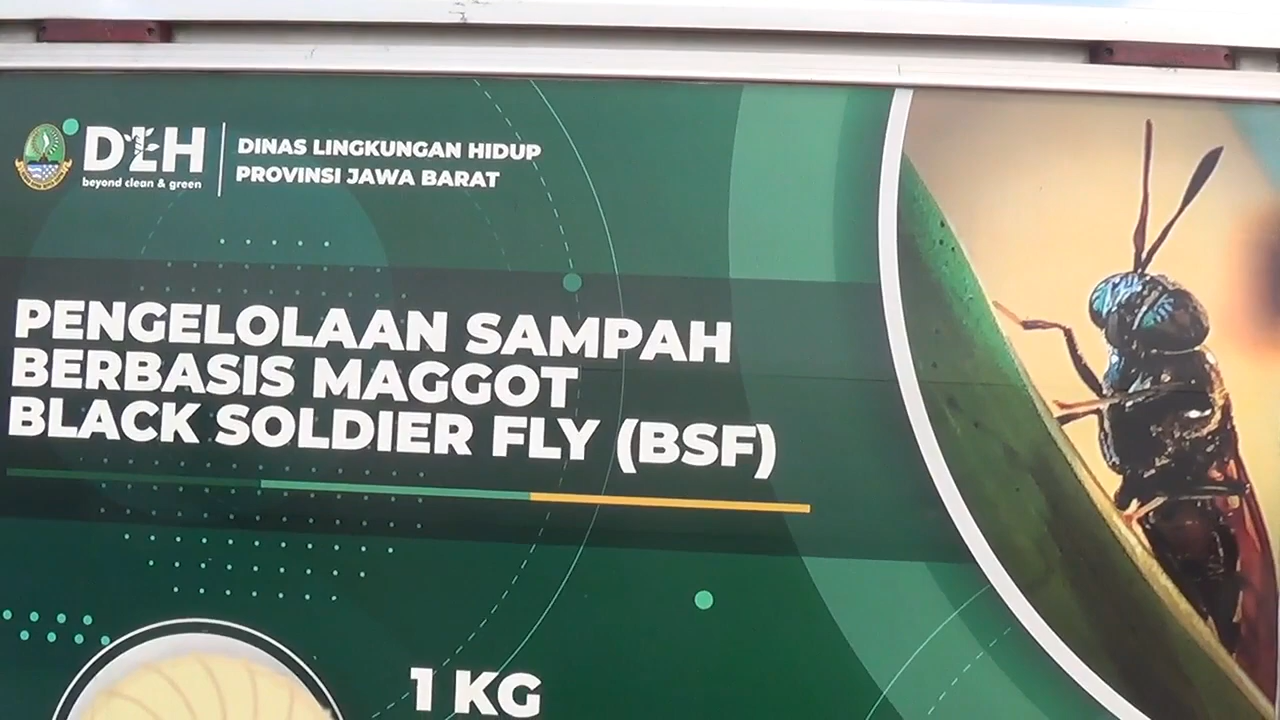 DLH
beyond clean & green
DINAS LINGKUNGAN HIDUP
PROVINSI JAWA BARAT
PENGELOLAAN SAMPAH
BERBASIS MAGGOT
BLACK SOLDIER FLY (BSF)
1 KG